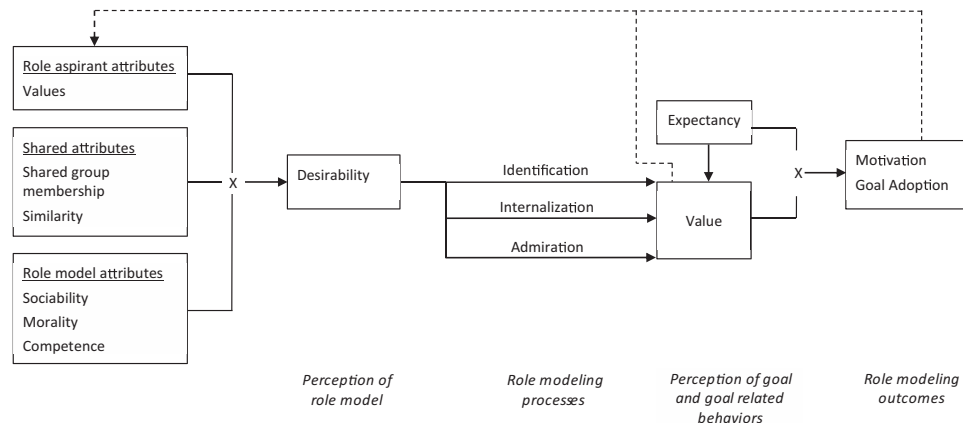 Role aspirant attributes
Values
Shared attributes
Shared group
membership
Similarity
Role model attributes
Sociability
Morality
Competence
X
Desirability
Identification
Internalization
Admiration
Expectancy
Value
X
Motivation
Goal Adoption
Perception of
role model
Role modeling
processes
Perception of goal
and goal related
behaviors
Role modeling
outcomes